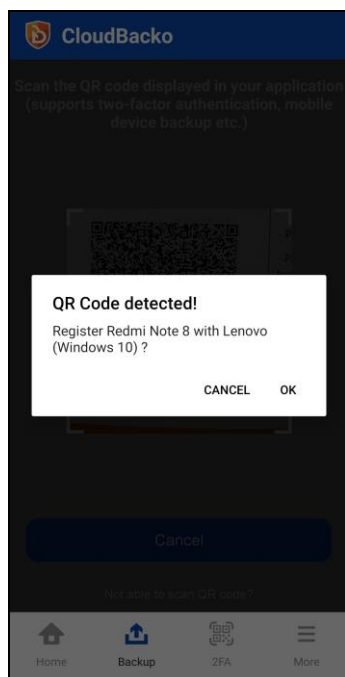 CloudBacko
Scan the QR code displayed in your application
(supports two-factor authentication, mobile
device backup etc.)
QR Code detected!
Register Redmi Note 8 with Lenovo
(Windows 10) ?
CANCEL OK
Cancel
Not able to scan QR code?
Home Backup 2FA More